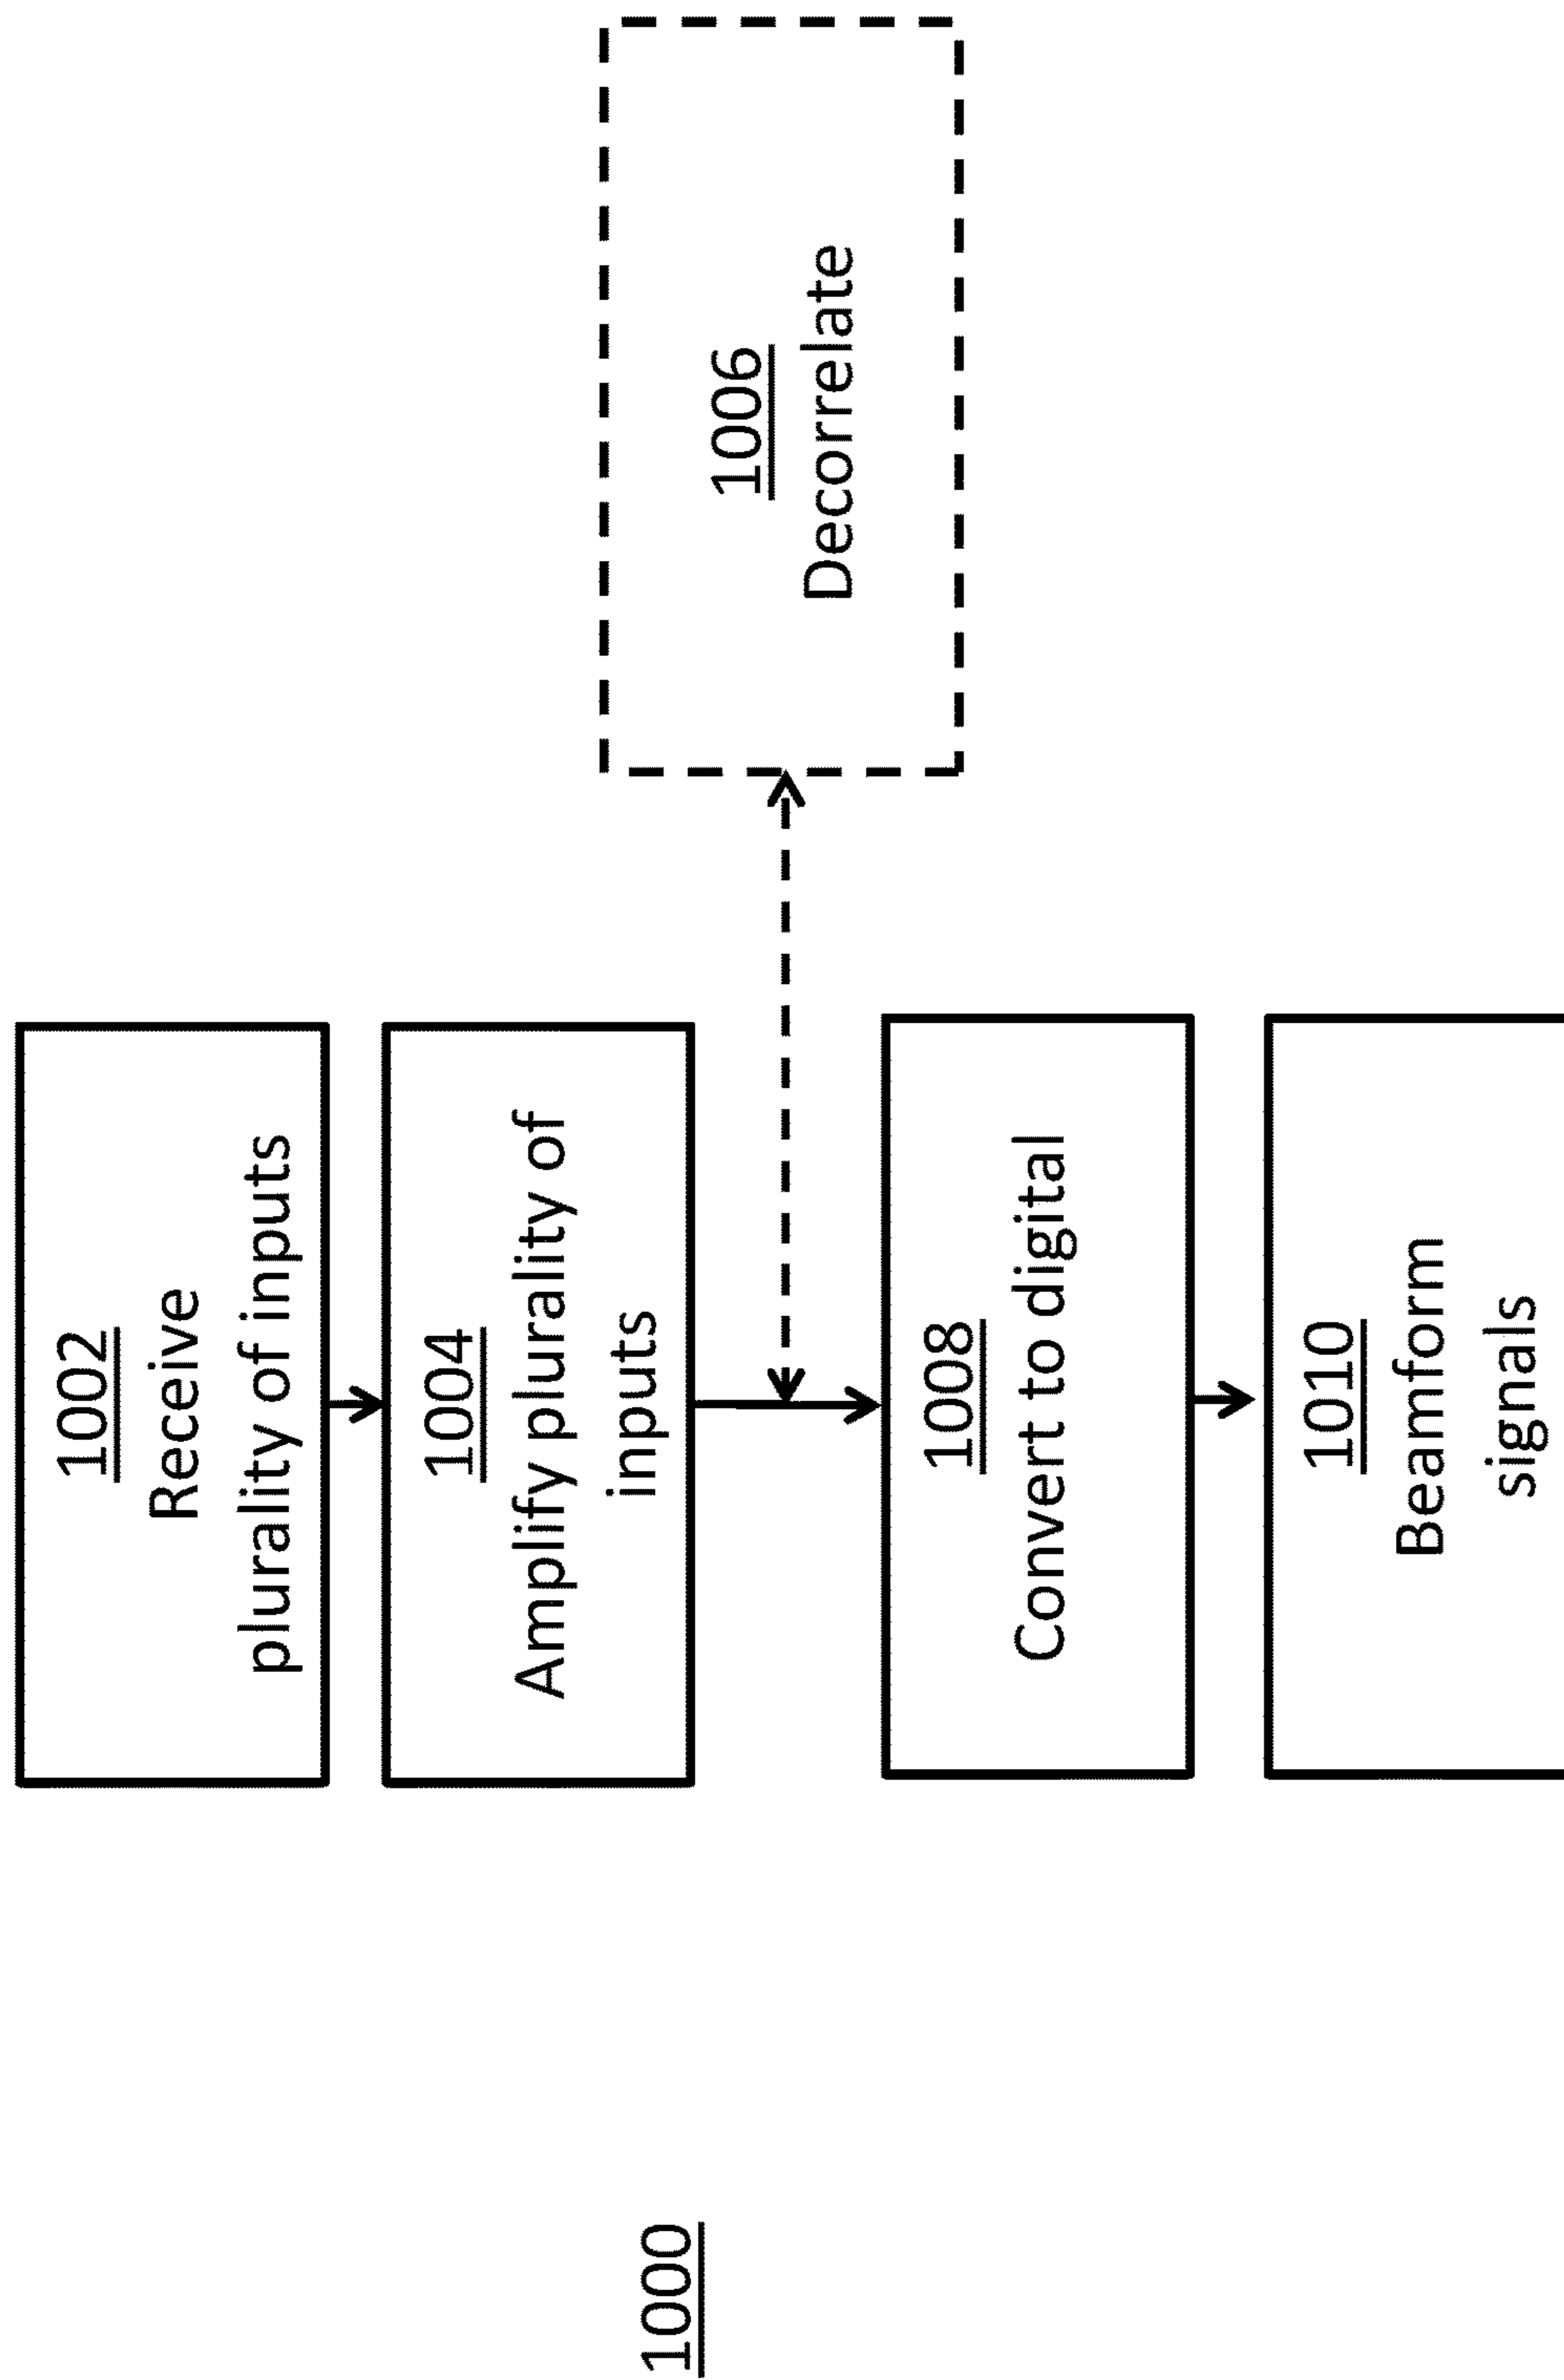 1000
1002
Receive
plurality of inputs
1004
Amplify plurality of
inputs
1006
Decorrelate
1008
Convert to digital
1010
Beamform
signals